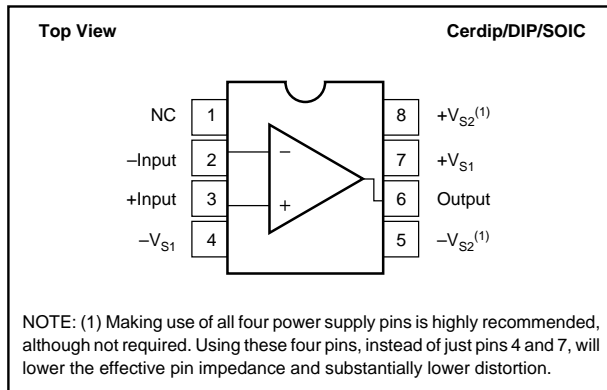 Top View
Cerdip/DIP/SOIC
NC 1
–Input 2
+Input 3
–VS1 4
8 +VS2(1)
7 +VS1
6 Output
5 –VS2(1)
–
+
NOTE: (1) Making use of all four power supply pins is highly recommended,
although not required. Using these four pins, instead of just pins 4 and 7, will
lower the effective pin impedance and substantially lower distortion.